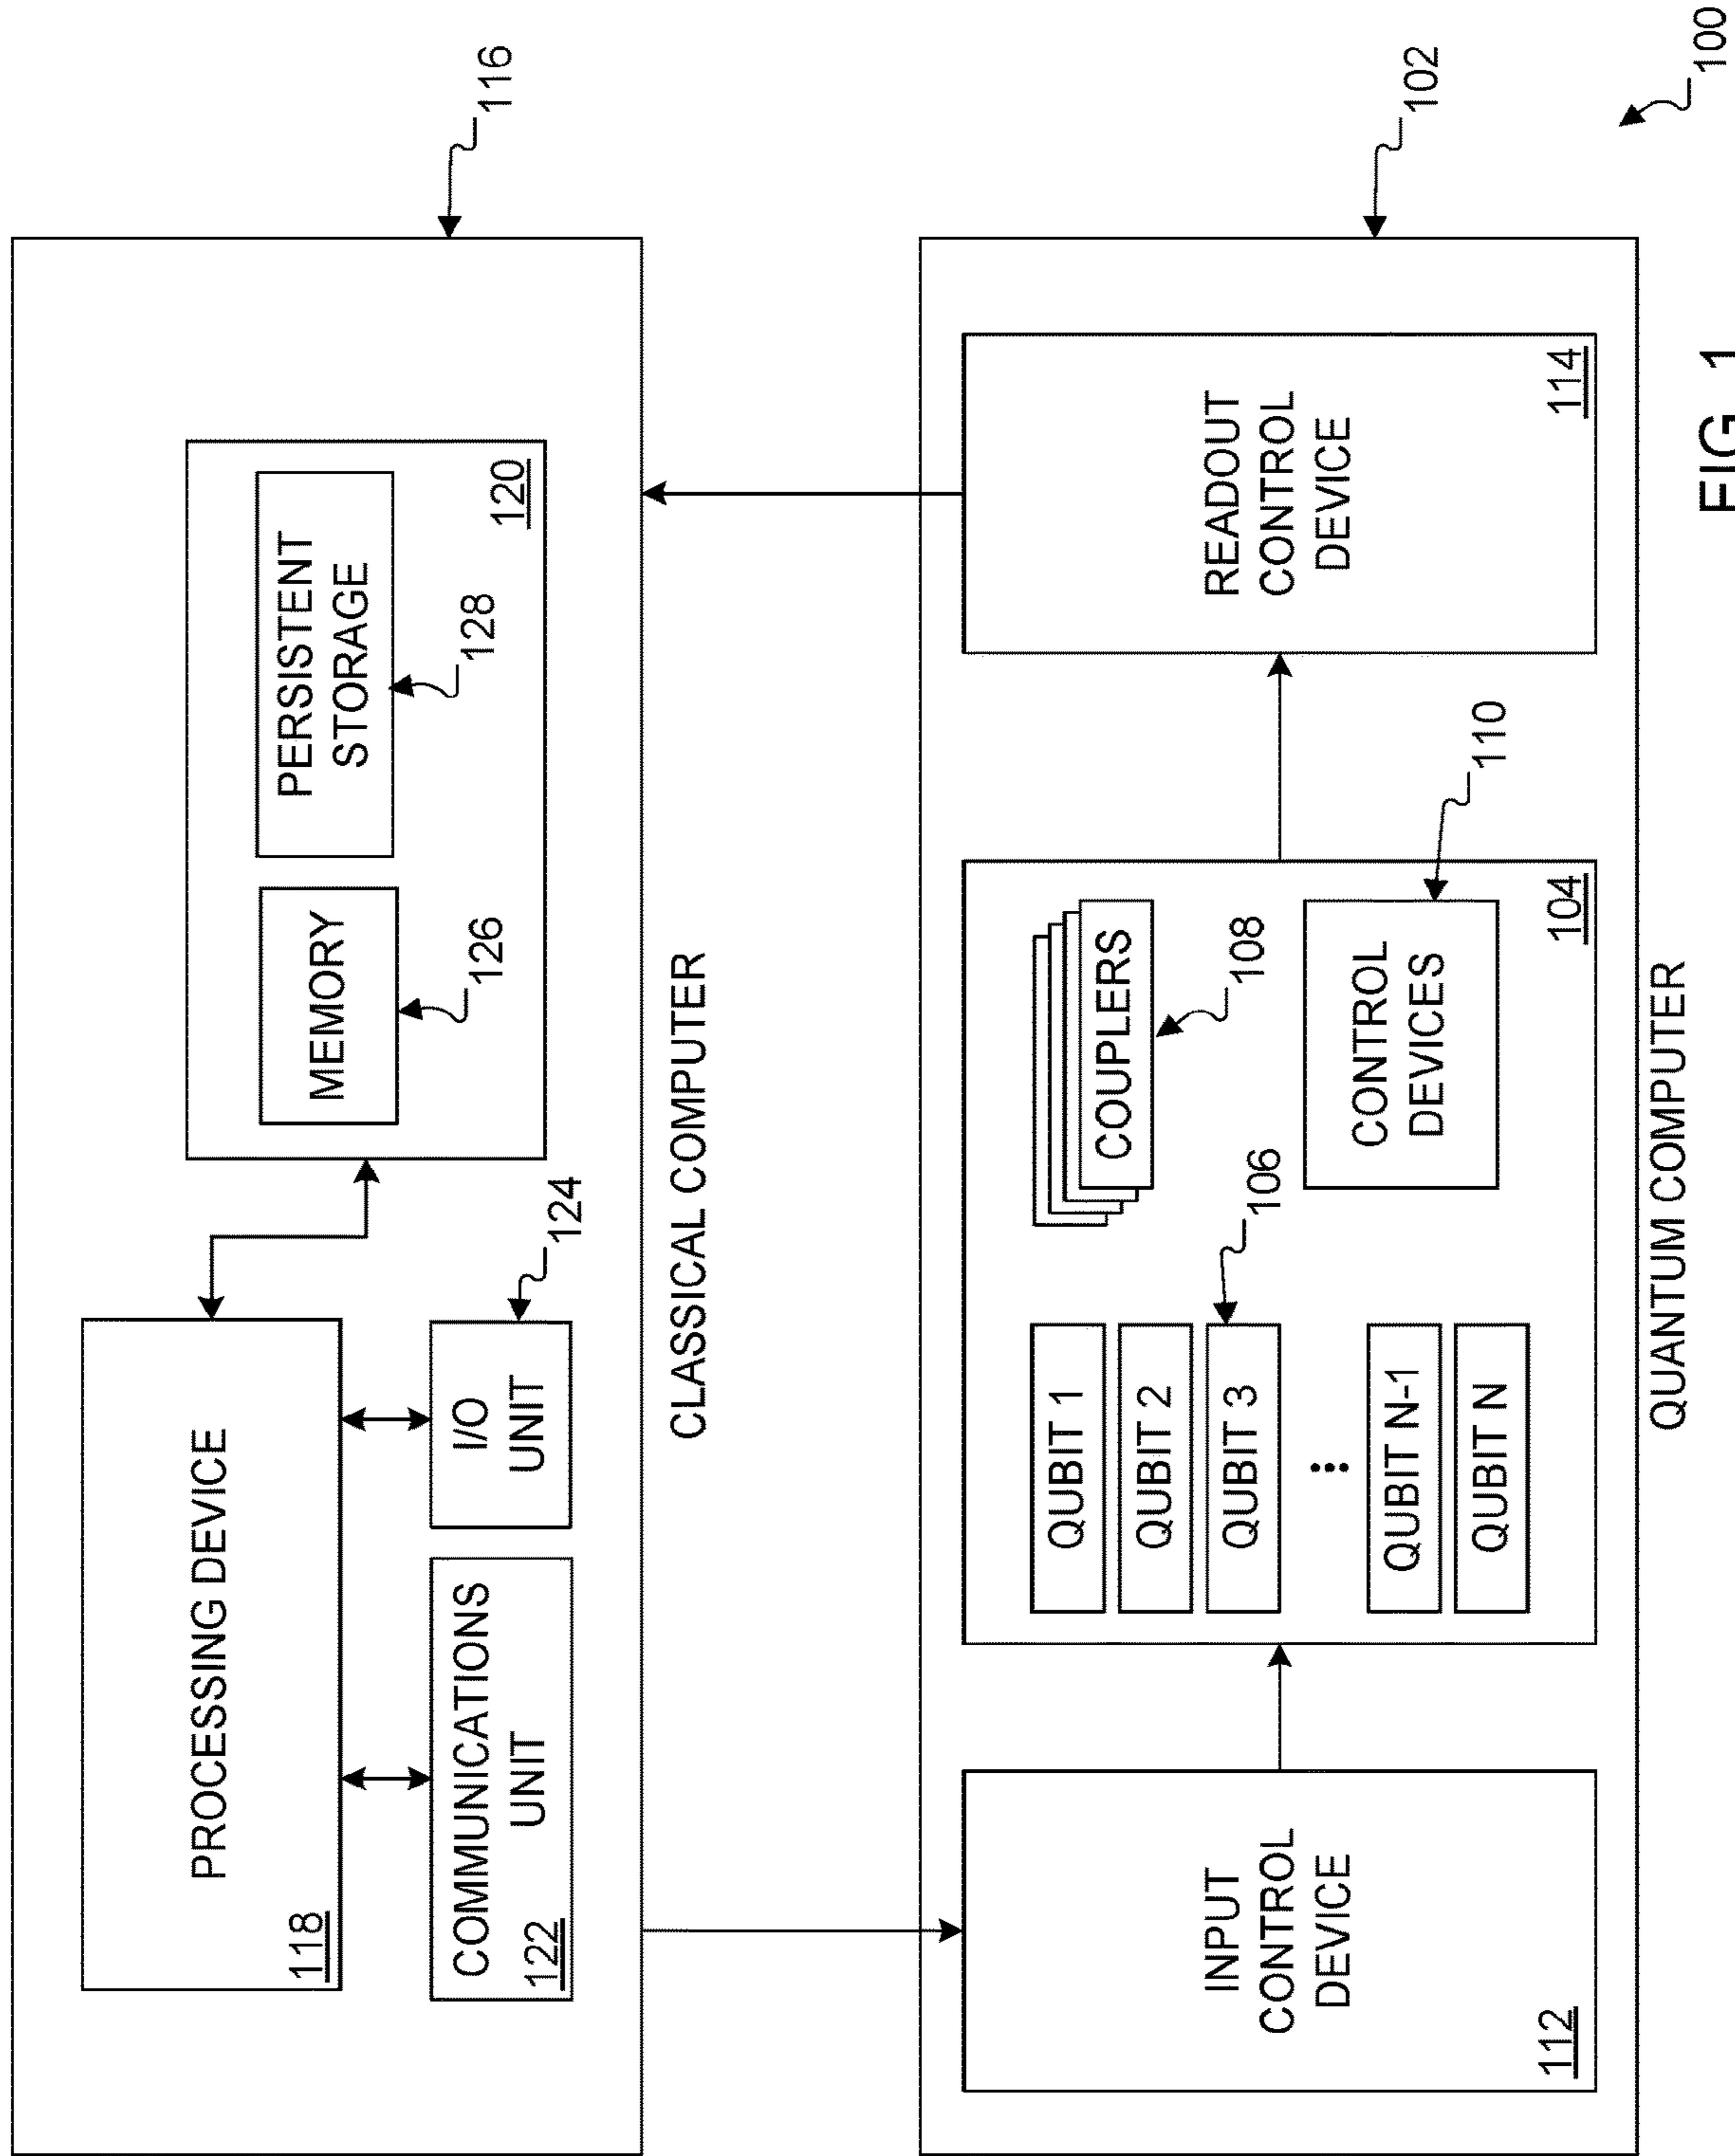 PROCESSING DEVICE
118
COMMUNICATIONS
UNIT
122
I/O
UNIT
124
MEMORY
126
PERSISTENT
STORAGE
128
120
116
CLASSICAL COMPUTER
INPUT
CONTROL
DEVICE
112
QUBIT 1
QUBIT 2
QUBIT 3
106
QUBIT N-1
QUBIT N
COUPLERS
108
CONTROL
DEVICES
110
104
READOUT
CONTROL
DEVICE
114
102
QUANTUM COMPUTER
100
FIG. 1